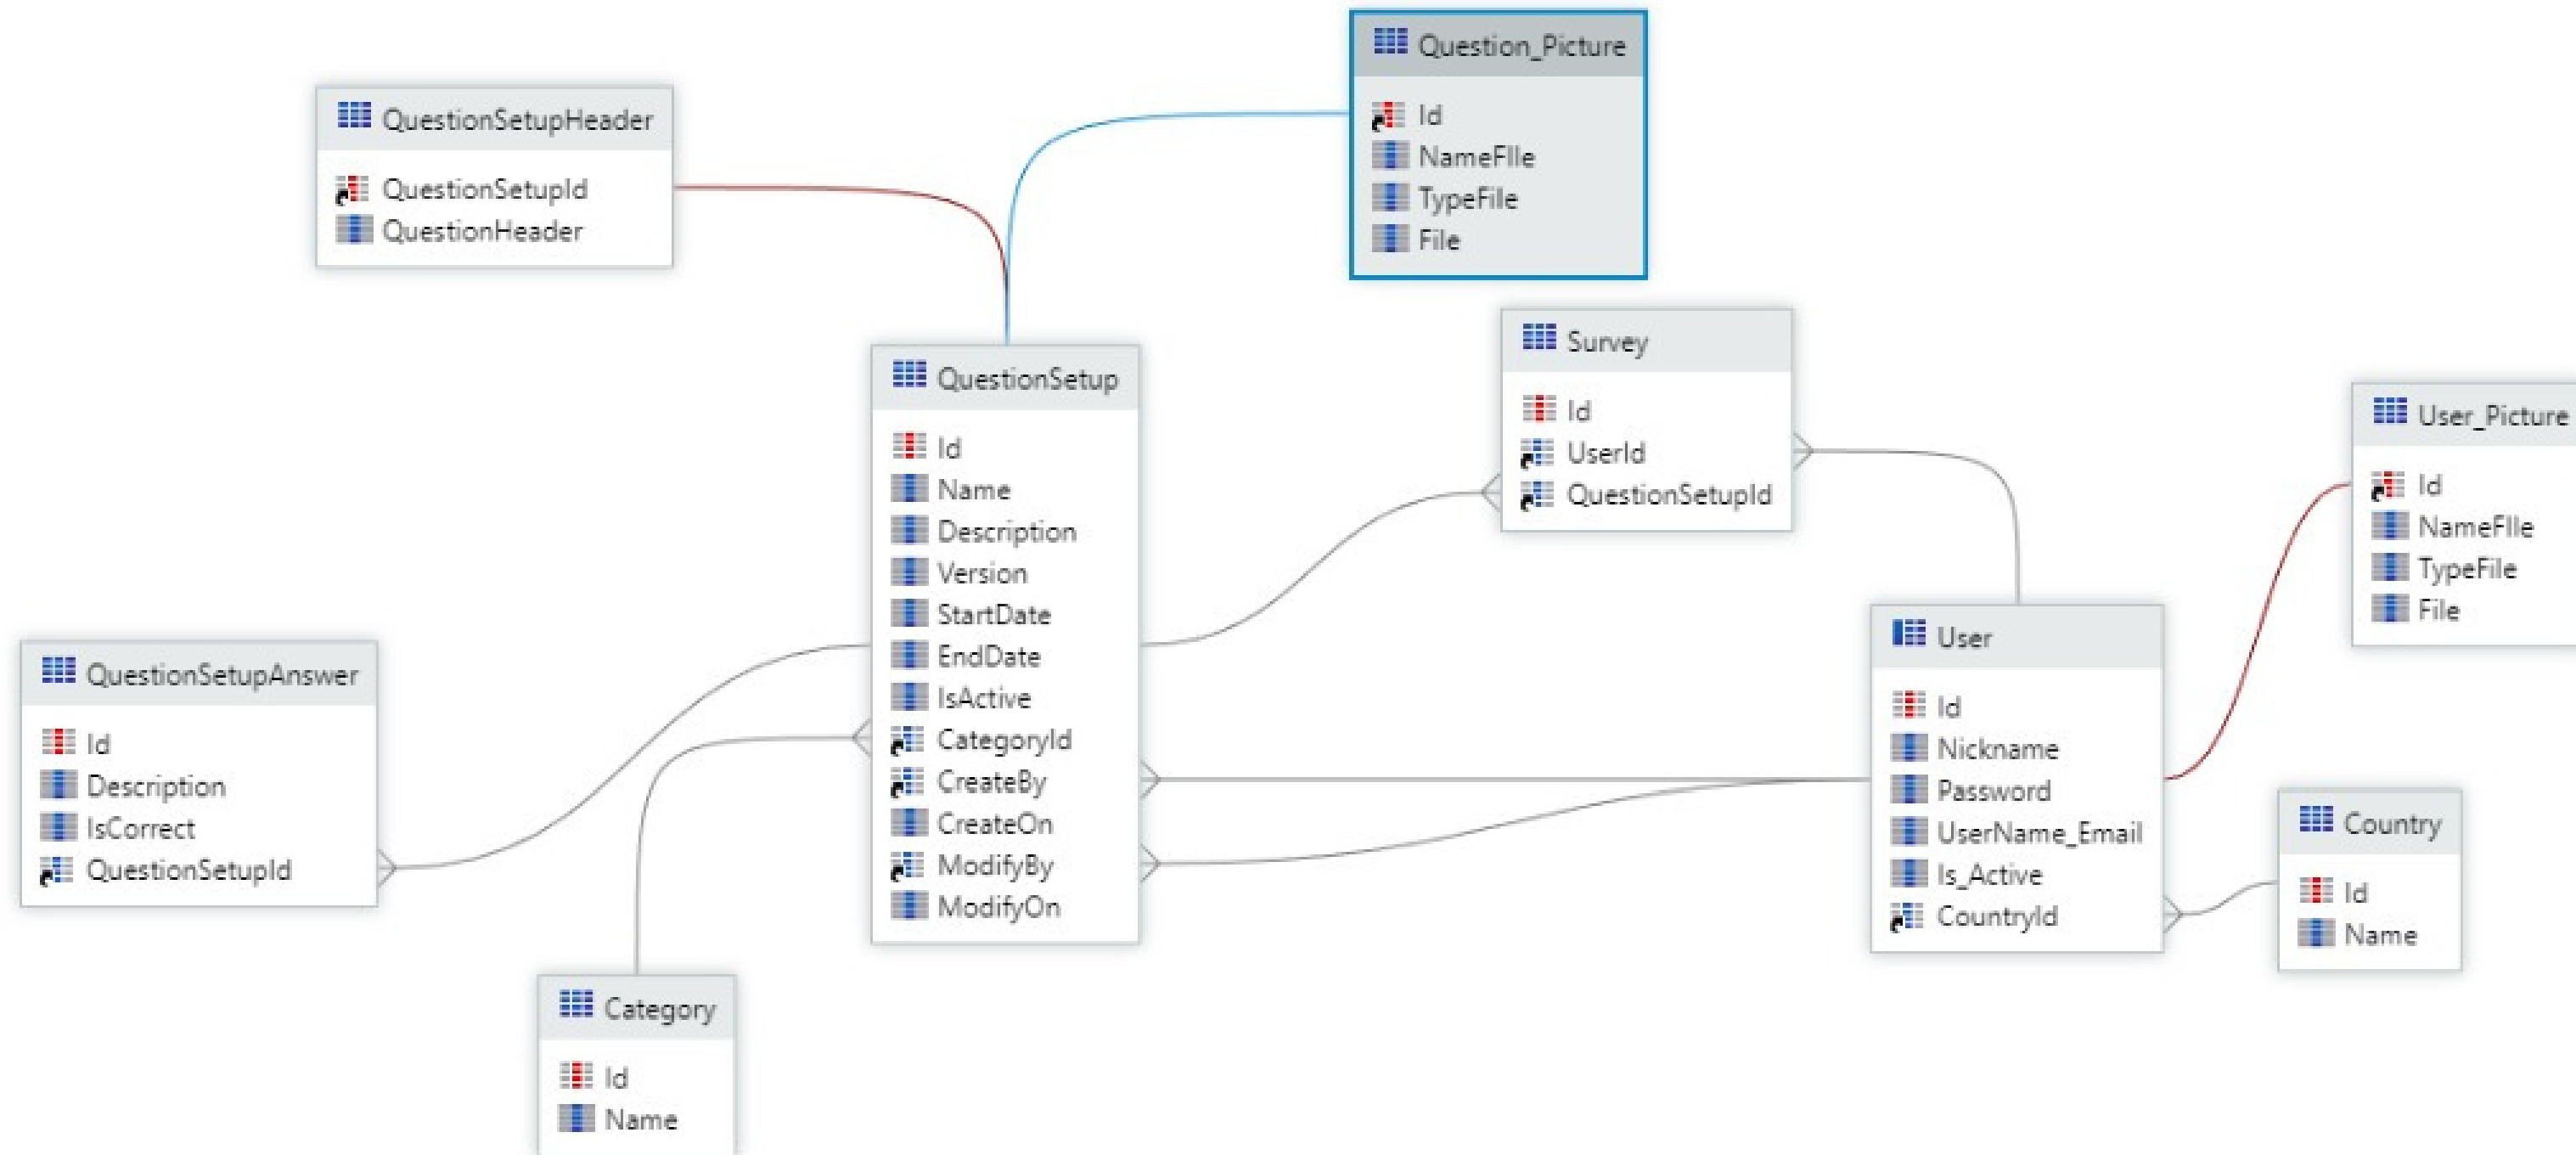 Question_Picture
Id
NameFIle
TypeFile
File
QuestionSetupHeader
QuestionSetupId
QuestionHeader
Survey
Id
UserId
QuestionSetupId
QuestionSetup
Id
Name
Description
Version
StartDate
EndDate
IsActive
CategoryId
CreateBy
CreateOn
ModifyBy
ModifyOn
User_Picture
Id
NameFIle
TypeFile
File
User
Id
Nickname
Password
UserName_Email
Is_Active
CountryId
QuestionSetupAnswer
Id
Description
IsCorrect
QuestionSetupId
Country
Id
Name
Category
Id
Name